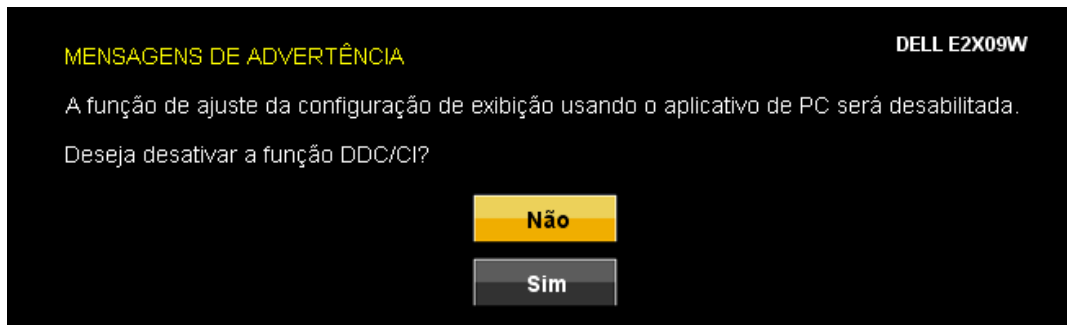 DELL E2X09W
MENSAGENS DE ADVERTÊNCIA
A função de ajuste da configuração de exibição usando o aplicativo de PC será desabilitada.
Deseja desativar a função DDC/CI?
Não
Sim